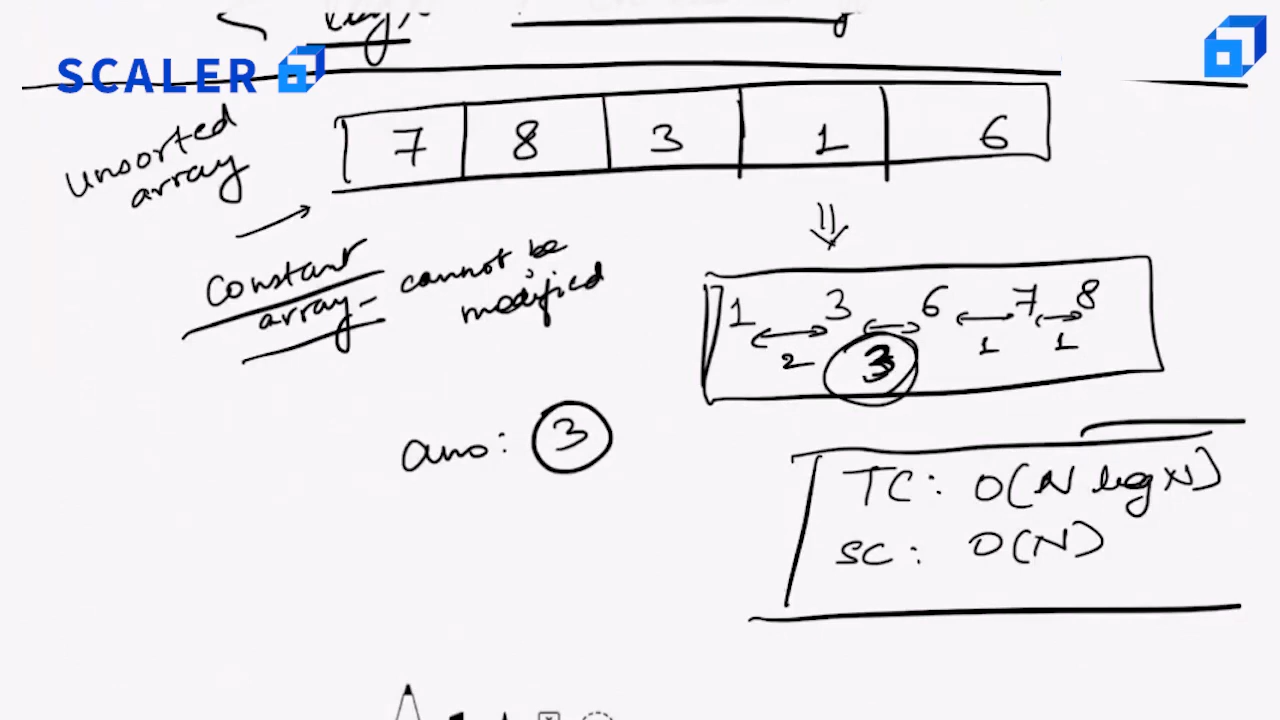 SCALER
unsorted
array
7 8 3 1 6
constant
array - cannot be
modified
1 3 6 7 8
2 3 1 1
ans: 3
TC: O(N log N)
SC: O(N)